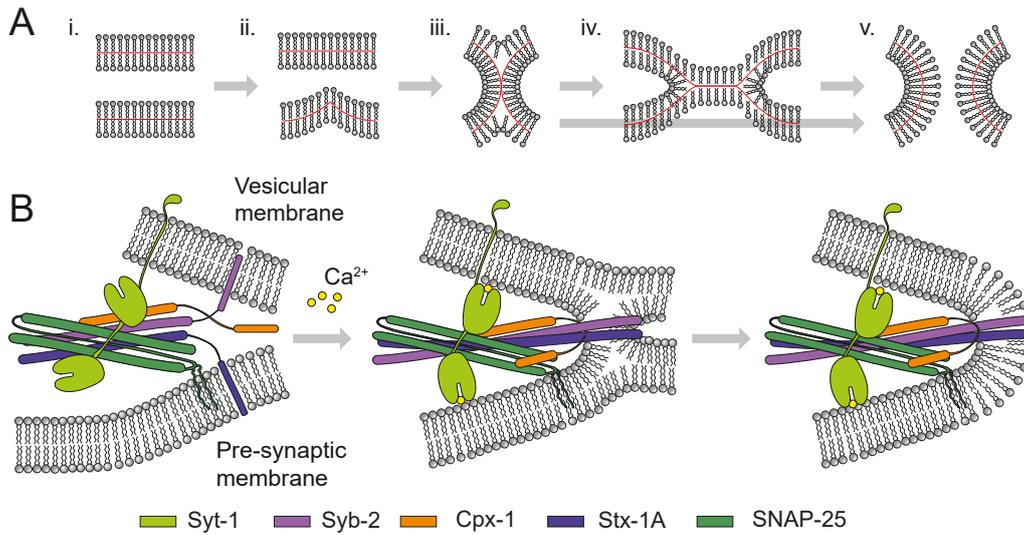 A
i.
ii.
iii.
iv.
v.
B
Vesicular
membrane
Ca²⁺
Pre-synaptic
membrane
Syt-1
Syb-2
Cpx-1
Stx-1A
SNAP-25